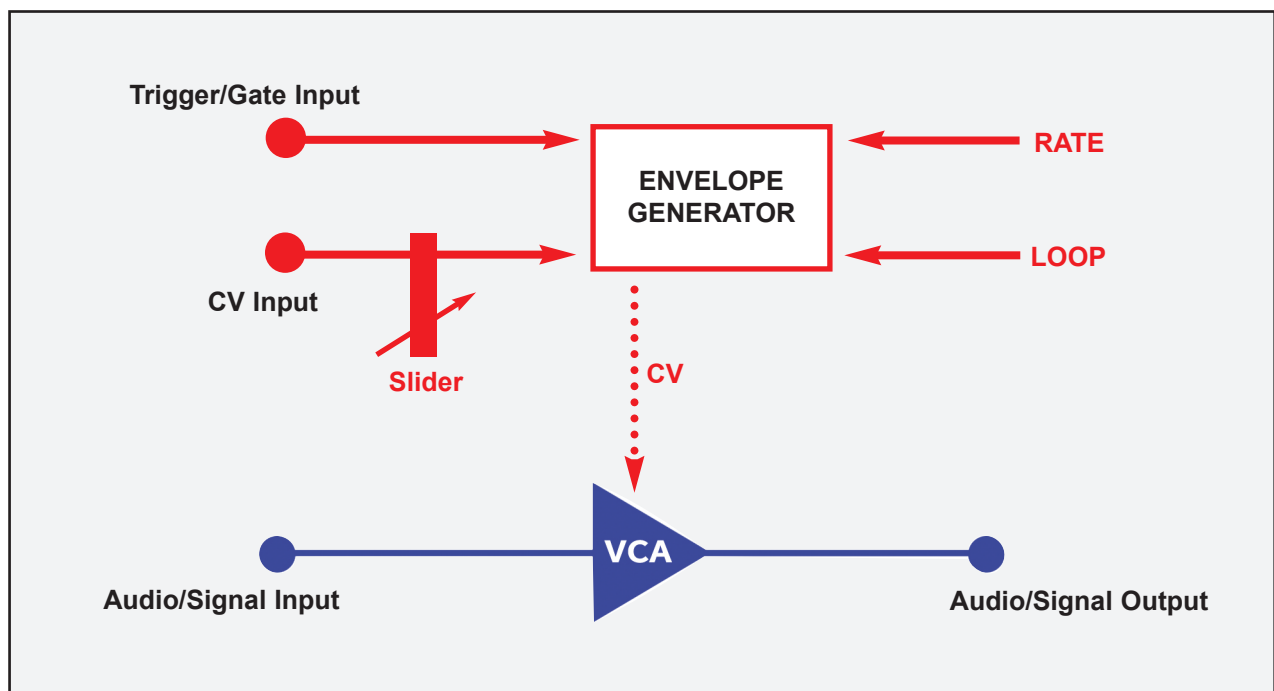 Trigger/Gate Input
RATE
ENVELOPE
GENERATOR
LOOP
CV Input
Slider
CV
VCA
Audio/Signal Input
Audio/Signal Output